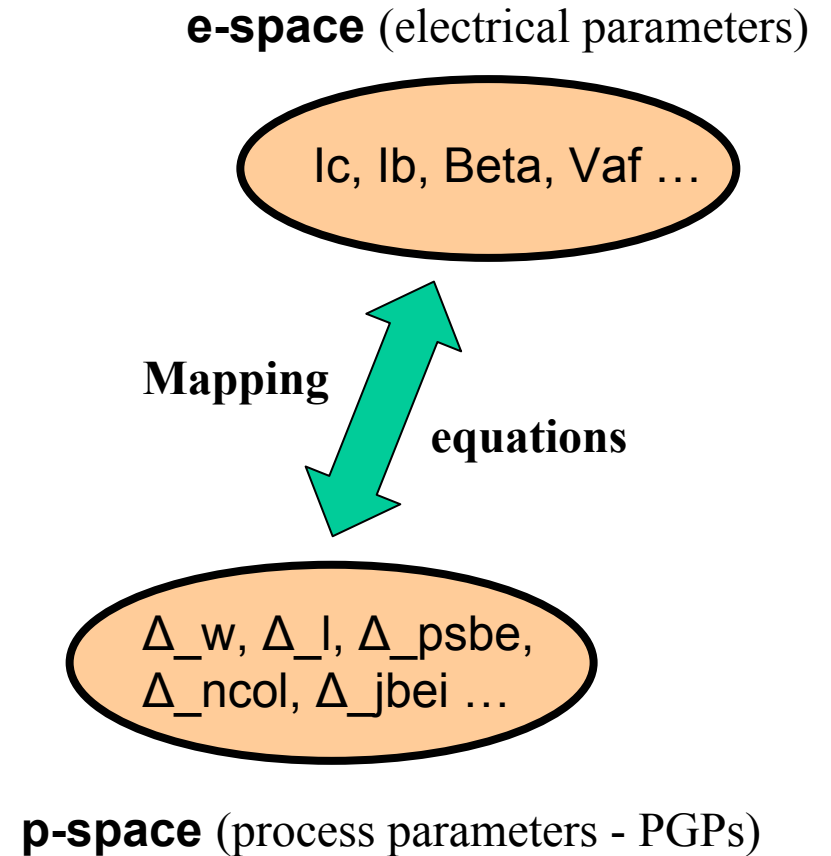 e-space (electrical parameters)
Ic, Ib, Beta, Vaf …
Mapping
equations
Δ_w, Δ_l, Δ_psbe,
Δ_ncol, Δ_jbei …
p-space (process parameters - PGPs)